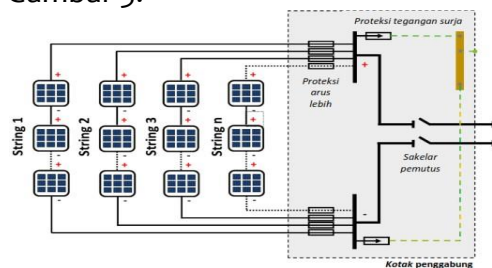 Gambar 5.
Proteksi tegangan surja
String 1
String 2
String 3
String n
Proteksi
arus
lebih
Sakelar
pemutus
Kotak penggabung